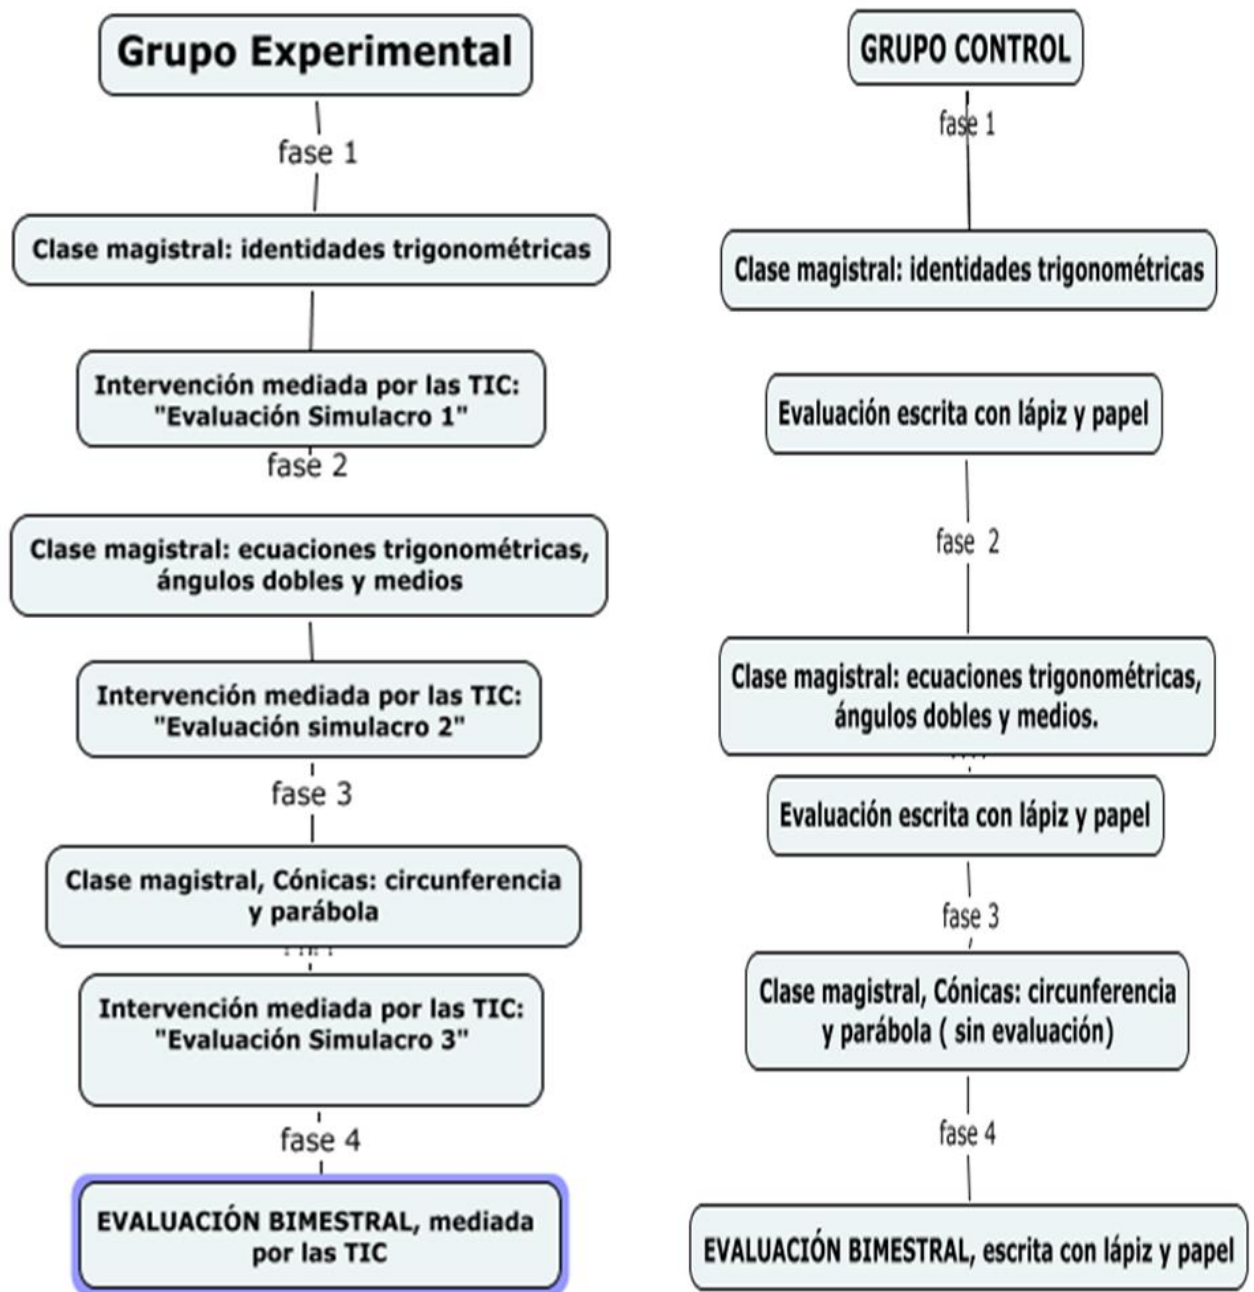 Grupo Experimental
fase 1
Clase magistral: identidades trigonométricas
Intervención mediada por las TIC:
"Evaluación Simulacro 1"
fase 2
Clase magistral: ecuaciones trigonométricas,
ángulos dobles y medios
Intervención mediada por las TIC:
"Evaluación simulacro 2"
fase 3
Clase magistral, Cónicas: circunferencia
y parábola
Intervención mediada por las TIC:
"Evaluación Simulacro 3"
fase 4
EVALUACIÓN BIMESTRAL, mediada
por las TIC
GRUPO CONTROL
fase 1
Clase magistral: identidades trigonométricas
Evaluación escrita con lápiz y papel
fase 2
Clase magistral: ecuaciones trigonométricas,
ángulos dobles y medios.
Evaluación escrita con lápiz y papel
fase 3
Clase magistral, Cónicas: circunferencia
y parábola ( sin evaluación)
fase 4
EVALUACIÓN BIMESTRAL, escrita con lápiz y papel